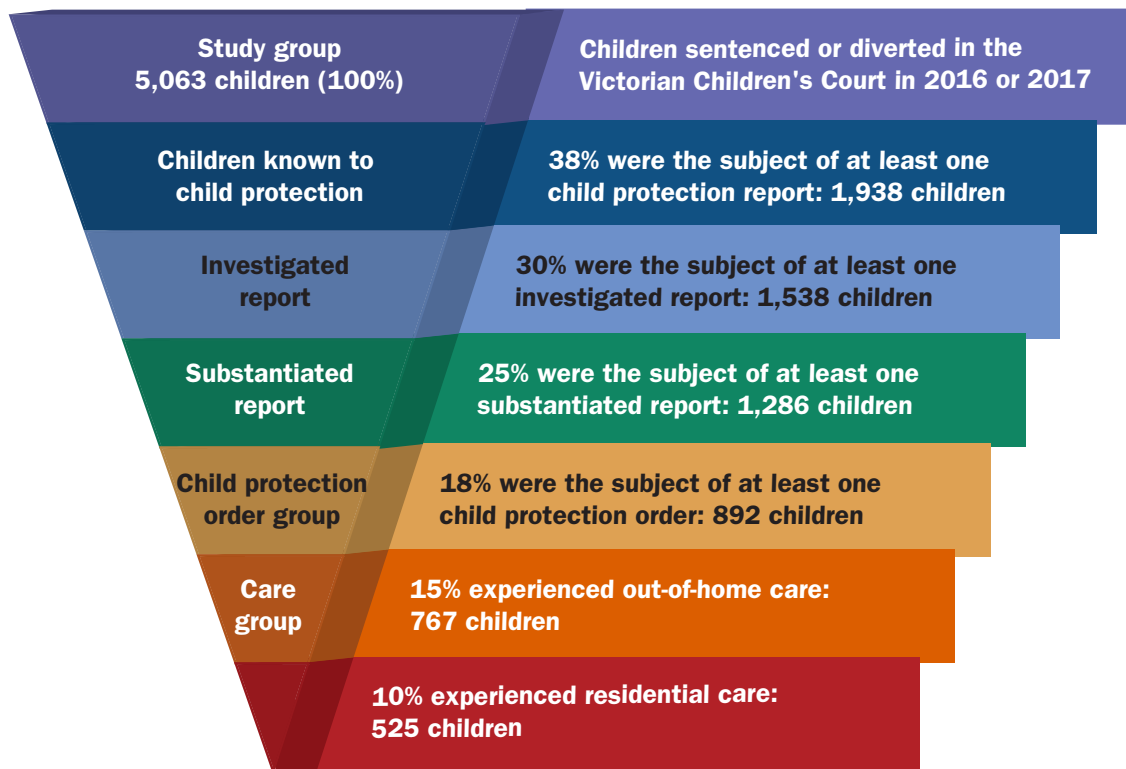 Study group
5,063 children (100%)
Children sentenced or diverted in the
Victorian Children's Court in 2016 or 2017
Children known to
child protection
38% were the subject of at least one
child protection report: 1,938 children
Investigated
report
30% were the subject of at least one
investigated report: 1,538 children
Substantiated
report
25% were the subject of at least one
substantiated report: 1,286 children
Child protection
order group
18% were the subject of at least one
child protection order: 892 children
Care
group
15% experienced out-of-home care:
767 children
10% experienced residential care:
525 children